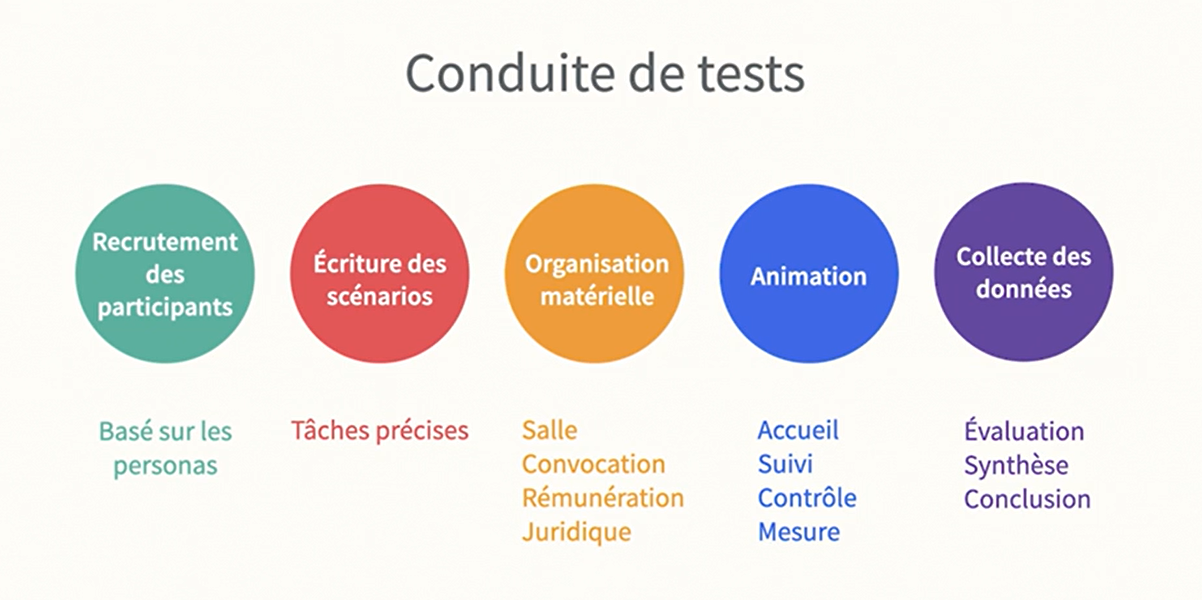 Conduite de tests
Recrutement
des
participants
Écriture des
scénarios
Organisation
matérielle
Animation
Collecte des
données
Basé sur les
personas
Tâches précises
Salle
Convocation
Rémunération
Juridique
Accueil
Suivi
Contrôle
Mesure
Évaluation
Synthèse
Conclusion